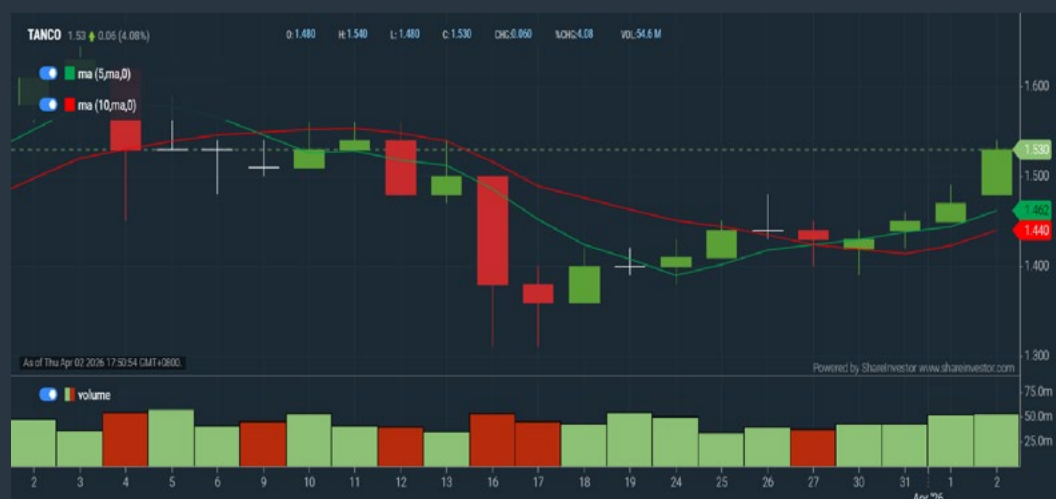 TANCO 1.53 0.06 (4.08%) O: 1.480 H: 1.540 L: 1.480 C: 1.530 CHG:0.060 %CHG:4.08 VOL:54.6 M
ma (5,ma,0)
ma (10,ma,0)
1.600
1.530
1.500
1.462
1.440
1.400
1.300
As of Thu Apr 02 2026 17:50:54 GMT+0800.
Powered by ShareInvestor www.shareinvestor.com
volume
75.0m
50.0m
25.0m
2 3 4 5 6 9 10 11 12 13 16 17 18 19 24 25 26 27 30 31 1 2
Apr '26